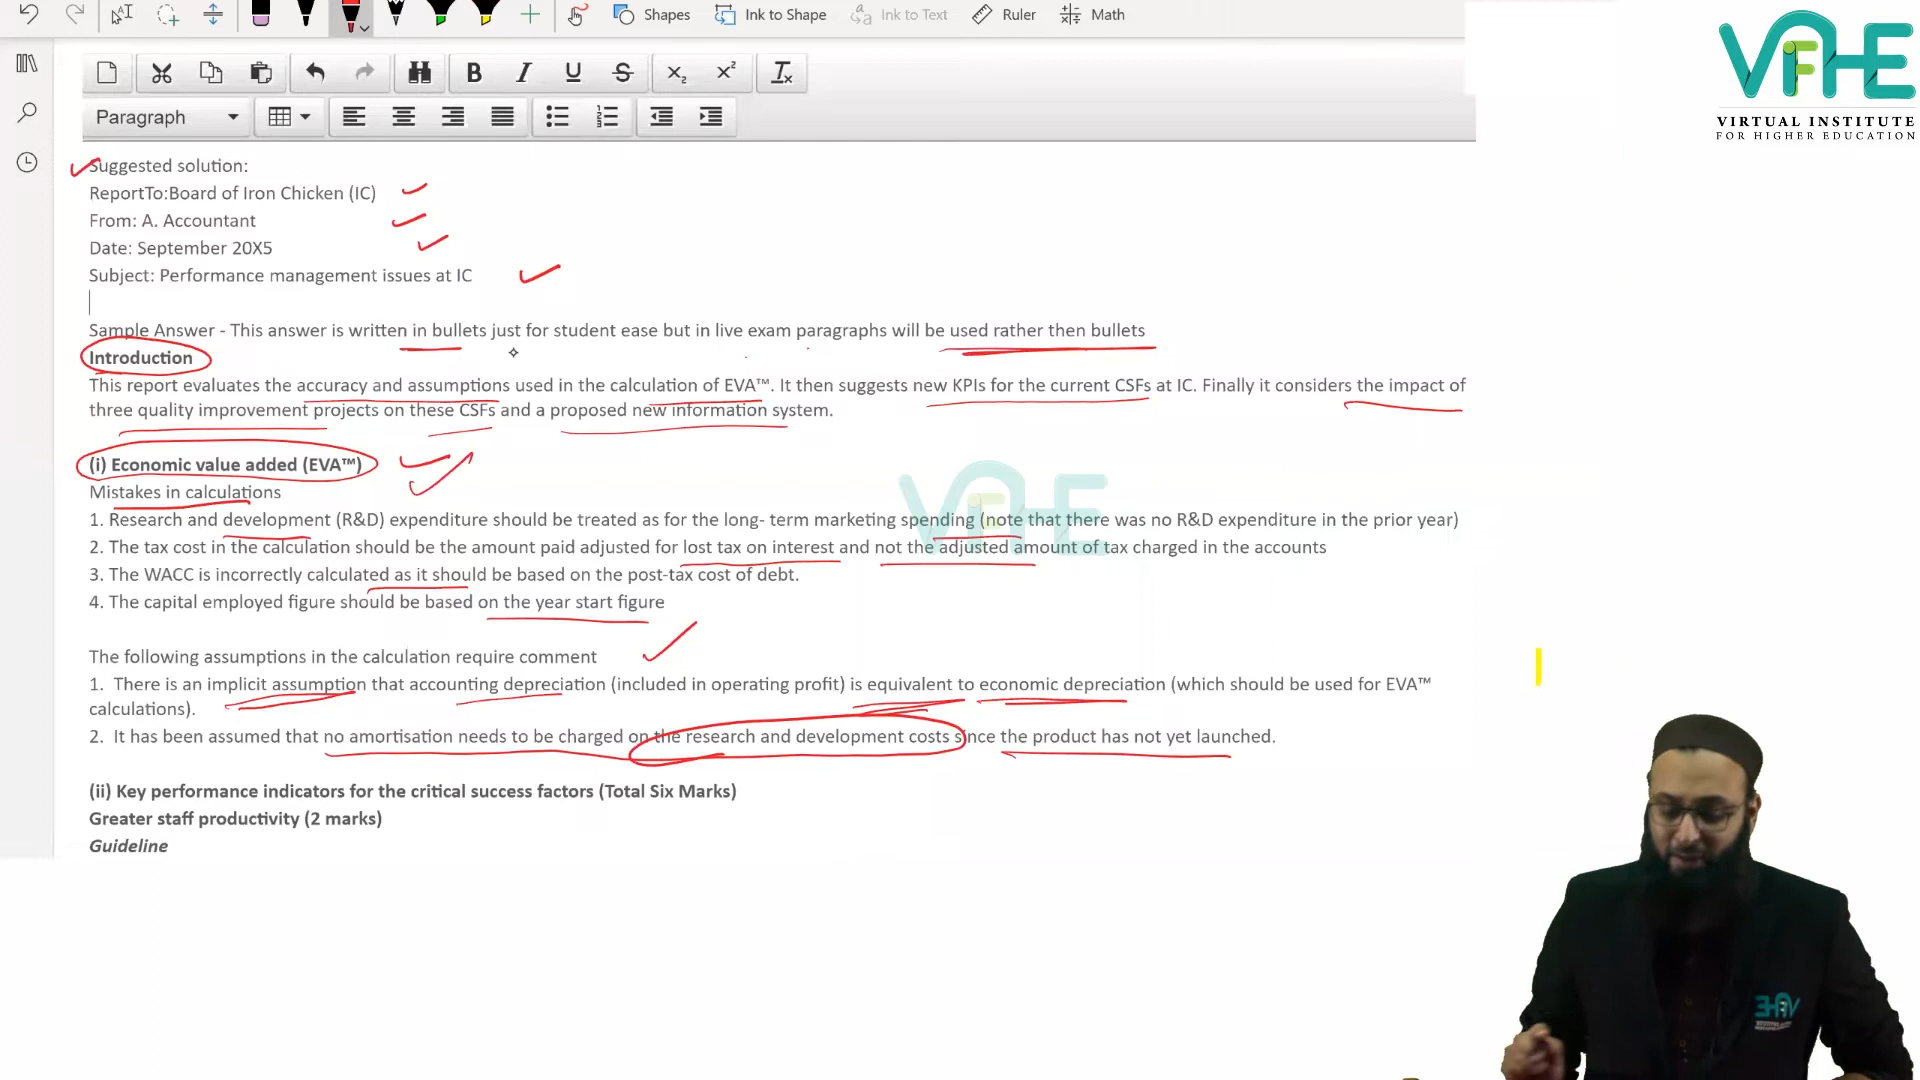 Shapes
Ink to Shape
Ink to Text
Ruler
Math
VIRTUAL INSTITUTE
FOR HIGHER EDUCATION
Paragraph
Suggested solution:
ReportTo:Board of Iron Chicken (IC)
From: A. Accountant
Date: September 20X5
Subject: Performance management issues at IC
Sample Answer - This answer is written in bullets just for student ease but in live exam paragraphs will be used rather then bullets
Introduction
This report evaluates the accuracy and assumptions used in the calculation of EVA™. It then suggests new KPIs for the current CSFs at IC. Finally it considers the impact of
three quality improvement projects on these CSFs and a proposed new information system.
(i) Economic value added (EVA™)
Mistakes in calculations
1. Research and development (R&D) expenditure should be treated as for the long- term marketing spending (note that there was no R&D expenditure in the prior year)
2. The tax cost in the calculation should be the amount paid adjusted for lost tax on interest and not the adjusted amount of tax charged in the accounts
3. The WACC is incorrectly calculated as it should be based on the post-tax cost of debt.
4. The capital employed figure should be based on the year start figure
The following assumptions in the calculation require comment
1. There is an implicit assumption that accounting depreciation (included in operating profit) is equivalent to economic depreciation (which should be used for EVA™
calculations).
2. It has been assumed that no amortisation needs to be charged on the research and development costs since the product has not yet launched.
(ii) Key performance indicators for the critical success factors (Total Six Marks)
Greater staff productivity (2 marks)
Guideline